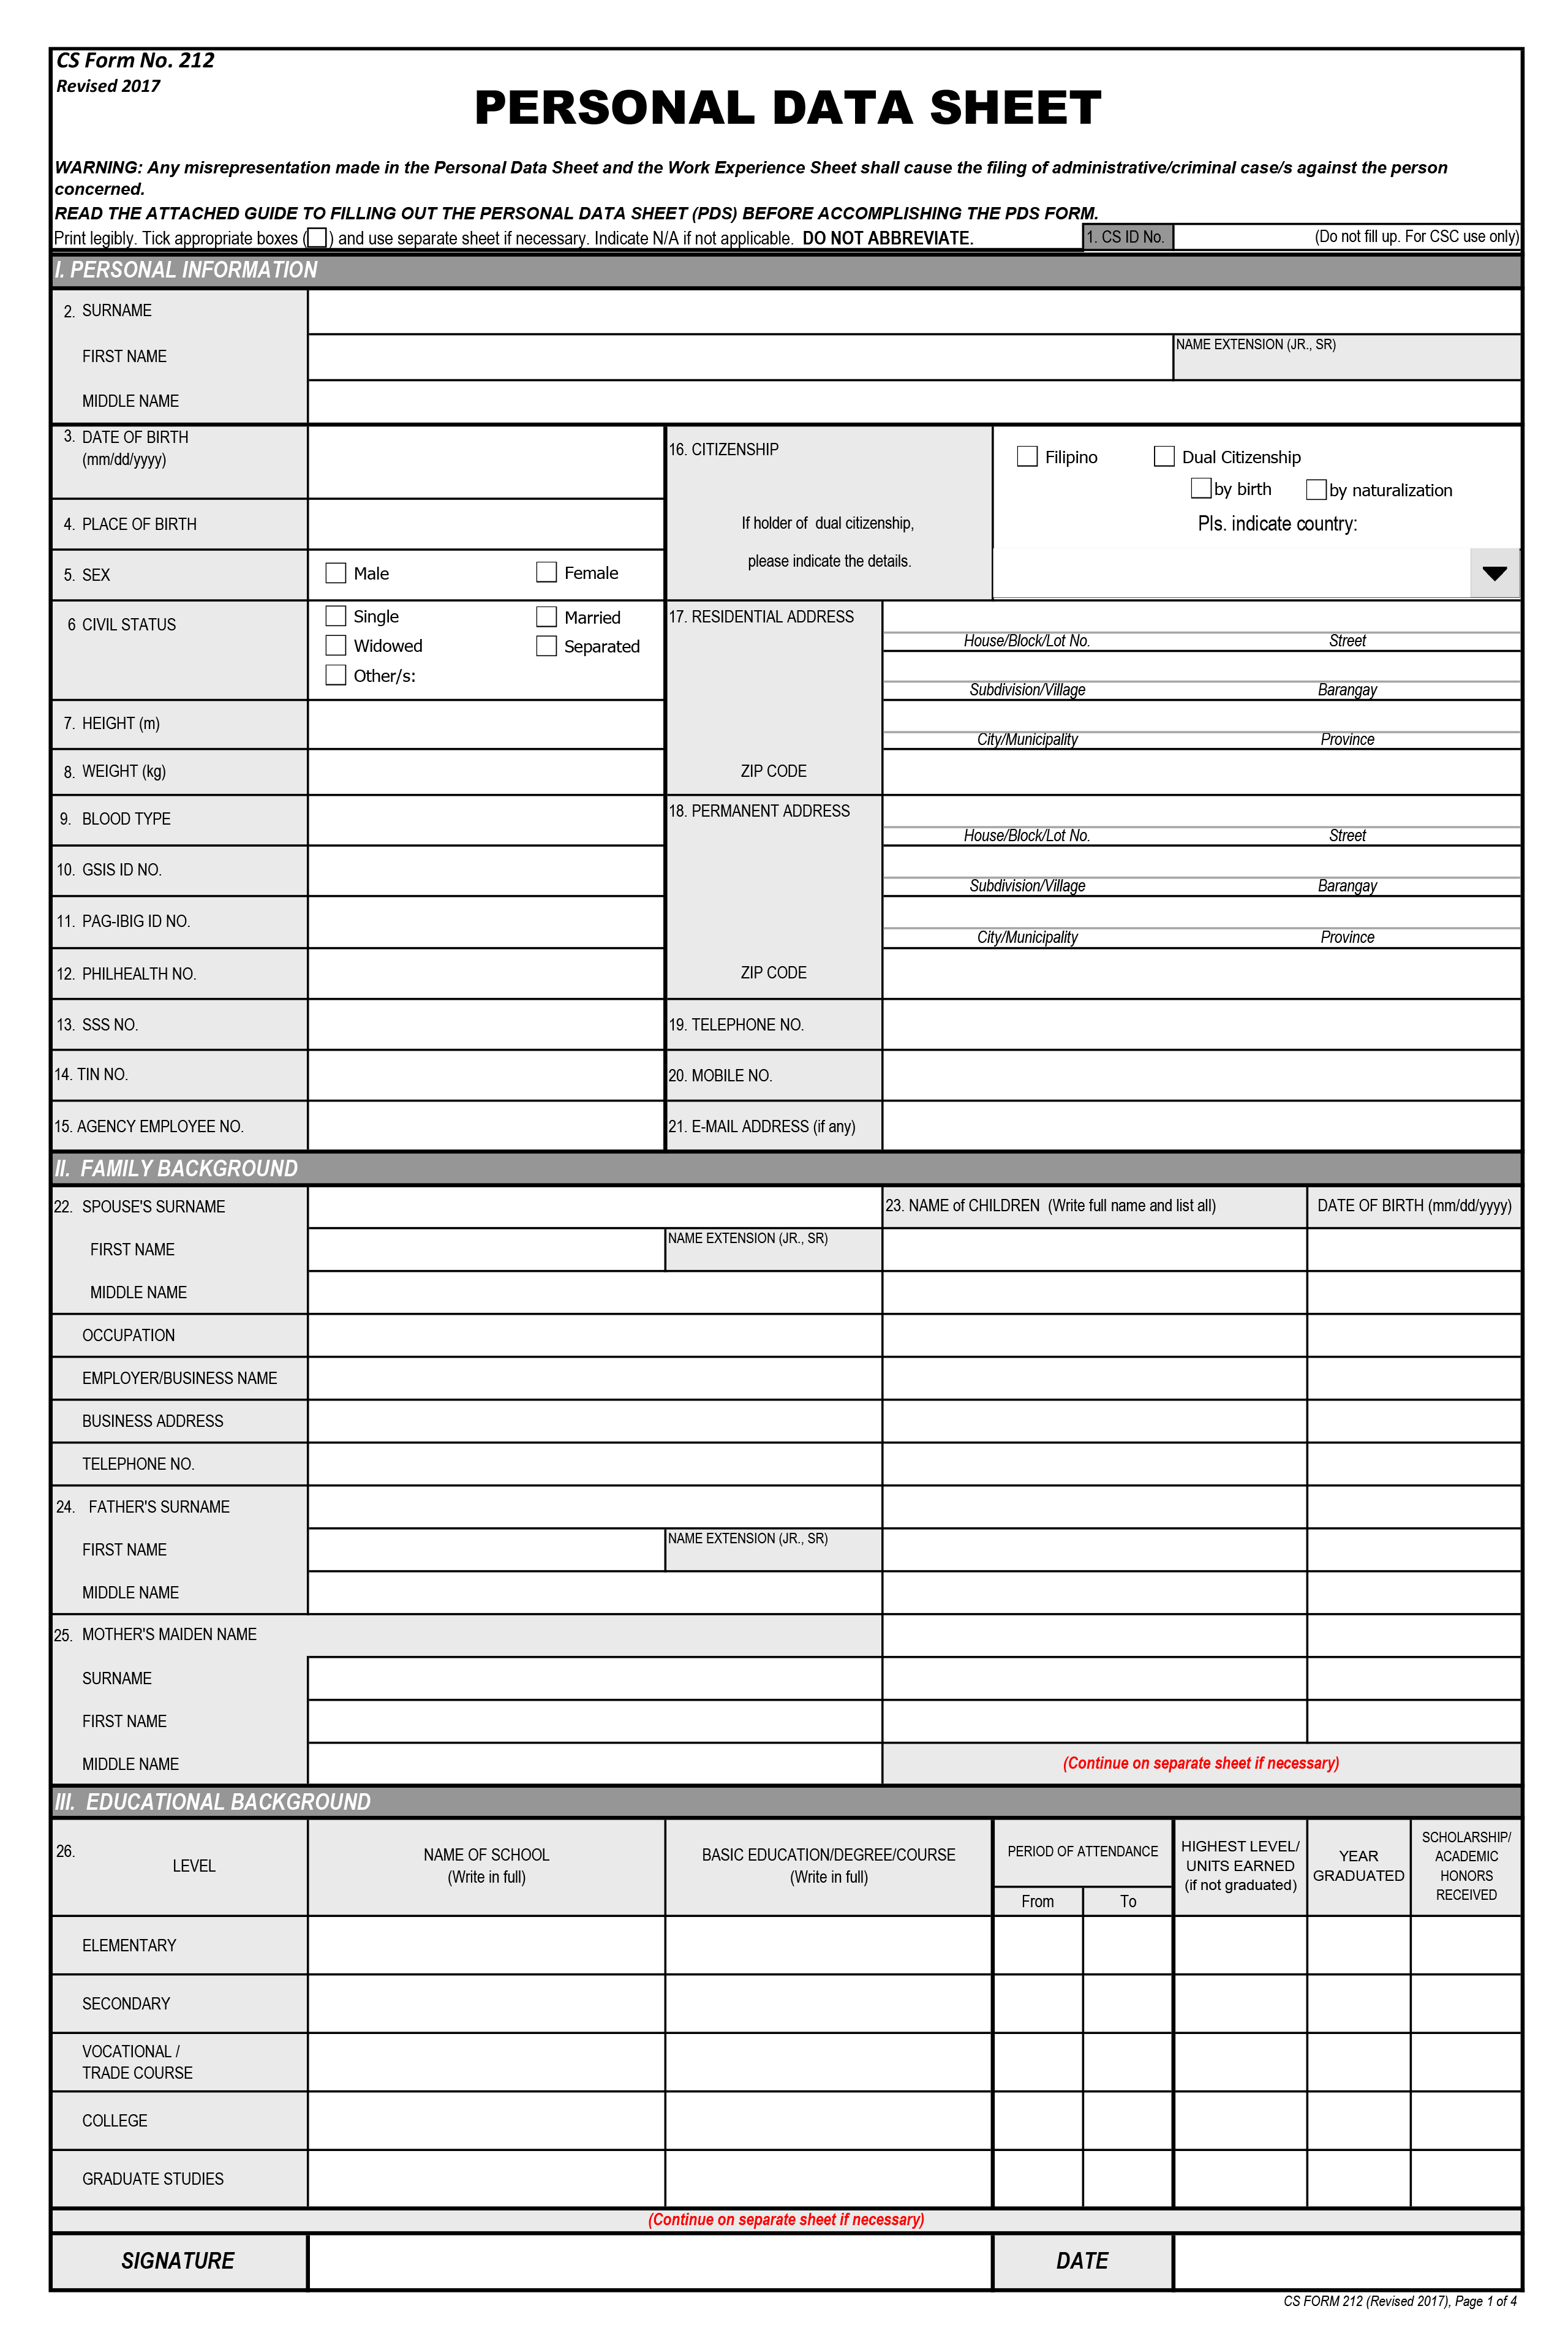 CS Form No. 212
Revised 2017
PERSONAL DATA SHEET
WARNING: Any misrepresentation made in the Personal Data Sheet and the Work Experience Sheet shall cause the filing of administrative/criminal case/s against the person
concerned.
READ THE ATTACHED GUIDE TO FILLING OUT THE PERSONAL DATA SHEET (PDS) BEFORE ACCOMPLISHING THE PDS FORM.
Print legibly. Tick appropriate boxes ( ) and use separate sheet if necessary. Indicate N/A if not applicable. DO NOT ABBREVIATE. 1. CS ID No. (Do not fill up. For CSC use only)
I. PERSONAL INFORMATION
2. SURNAME
FIRST NAME NAME EXTENSION (JR., SR)
MIDDLE NAME
3. DATE OF BIRTH
(mm/dd/yyyy)
4. PLACE OF BIRTH
5. SEX Male Female
6 CIVIL STATUS Single Married
Widowed Separated
Other/s:
7. HEIGHT (m)
8. WEIGHT (kg)
9. BLOOD TYPE
10. GSIS ID NO.
11. PAG-IBIG ID NO.
12. PHILHEALTH NO.
13. SSS NO.
14. TIN NO.
15. AGENCY EMPLOYEE NO.
16. CITIZENSHIP Filipino Dual Citizenship
by birth by naturalization
If holder of dual citizenship, Pls. indicate country:
please indicate the details.
17. RESIDENTIAL ADDRESS
House/Block/Lot No. Street
Subdivision/Village Barangay
City/Municipality Province
ZIP CODE
18. PERMANENT ADDRESS
House/Block/Lot No. Street
Subdivision/Village Barangay
City/Municipality Province
ZIP CODE
19. TELEPHONE NO.
20. MOBILE NO.
21. E-MAIL ADDRESS (if any)
II. FAMILY BACKGROUND
22. SPOUSE'S SURNAME 23. NAME of CHILDREN (Write full name and list all) DATE OF BIRTH (mm/dd/yyyy)
FIRST NAME NAME EXTENSION (JR., SR)
MIDDLE NAME
OCCUPATION
EMPLOYER/BUSINESS NAME
BUSINESS ADDRESS
TELEPHONE NO.
24. FATHER'S SURNAME
FIRST NAME NAME EXTENSION (JR., SR)
MIDDLE NAME
25. MOTHER'S MAIDEN NAME
SURNAME
FIRST NAME
MIDDLE NAME (Continue on separate sheet if necessary)
III. EDUCATIONAL BACKGROUND
26.
LEVEL
NAME OF SCHOOL
(Write in full)
BASIC EDUCATION/DEGREE/COURSE
(Write in full)
PERIOD OF ATTENDANCE
From To
HIGHEST LEVEL/
UNITS EARNED
(if not graduated)
YEAR
GRADUATED
SCHOLARSHIP/
ACADEMIC
HONORS
RECEIVED
ELEMENTARY
SECONDARY
VOCATIONAL /
TRADE COURSE
COLLEGE
GRADUATE STUDIES
(Continue on separate sheet if necessary)
SIGNATURE DATE
CS FORM 212 (Revised 2017), Page 1 of 4